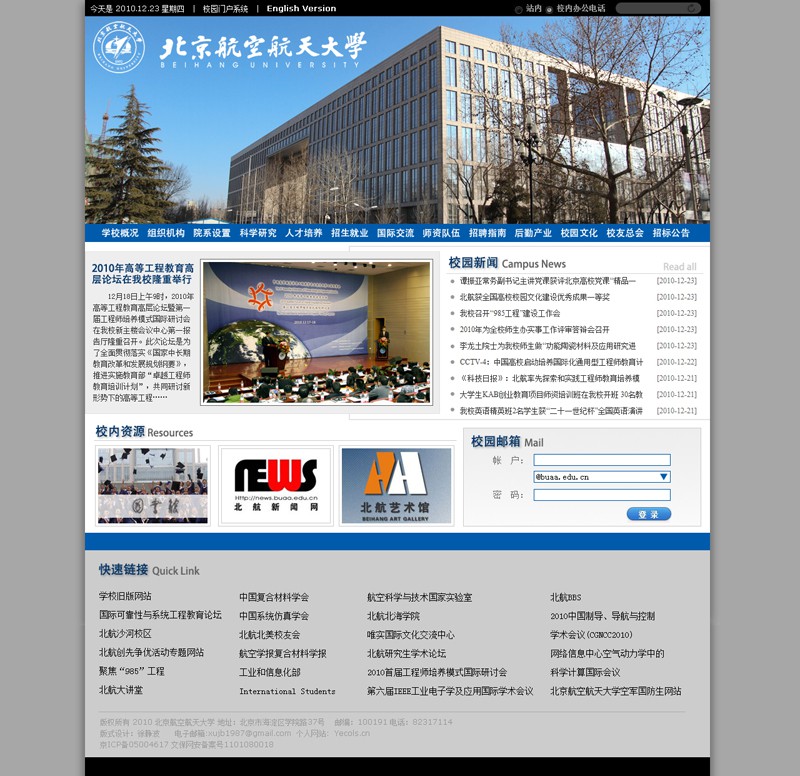 今天是 2010.12.23 星期四 | 校园门户系统 | English Version
站内 校内办公电话
北京航空航天大學
BEIHANG UNIVERSITY
学校概况 组织机构 院系设置 科学研究 人才培养 招生就业 国际交流 师资队伍 招聘指南 后勤产业 校园文化 校友总会 招标公告
2010年高等工程教育高
层论坛在我校隆重举行
12月18日上午9时，2010年
高等工程教育高层论坛暨第一
届工程师培养模式国际研讨会
在我校新主楼会议中心第一报
告厅隆重召开。此次论坛是为
了全面贯彻落实《国家中长期
教育改革和发展规划纲要》，
推进实施教育部“卓越工程师
教育培训计划”，共同研讨新
形势下的高等工程……
校园新闻 Campus News
Read all
谭振亚常务副书记主讲党课获评北京高校党课“精品一 [2010-12-23]
北航获全国高校校园文化建设优秀成果一等奖 [2010-12-23]
我校召开“985工程”建设工作会 [2010-12-23]
2010年为全校师生办实事工作评审答辩会召开 [2010-12-23]
李龙土院士为我校师生做“功能陶瓷材料及应用研究进 [2010-12-22]
CCTV-4：中国高校启动培养国际化通用型工程师教育计 [2010-12-22]
《科技日报》：北航率先探索和实践工程师教育培养模 [2010-12-21]
大学生KAB创业教育项目师资培训班在我校开班 30名教 [2010-12-21]
我校英语精英班2名学生获“二十一世纪杯”全国英语演讲 [2010-12-21]
校内资源 Resources
NEWS
Http://news.buaa.edu.cn
北航新闻网
北航艺术馆
BEIHANG ART GALLERY
校园邮箱 Mail
帐 户：
@buaa.edu.cn
密 码：
登 录
快速链接 Quick Link
学校旧版网站
国际可靠性与系统工程教育论坛
北航沙河校区
北航创先争优活动专题网站
聚焦“985”工程
北航大讲堂
中国复合材料学会
中国系统仿真学会
北航北美校友会
航空学报复合材料学报
工业和信息化部
International Students
航空科学与技术国家实验室
北航北海学院
唯实国际文化交流中心
北航研究生学术论坛
2010首届工程师培养模式国际研讨会
第六届IEEE工业电子学及应用国际学术会议
北航BBS
2010中国制导、导航与控制
学术会议(CGNCC2010)
网络信息中心空气动力学中的
科学计算国际会议
北京航空航天大学空军国防生网站
版权所有 2010 北京航空航天大学 地址：北京市海淀区学院路37号 邮编：100191 电话：82317114
版式设计：徐静波 电子邮箱:xujb1987@gmail.com 个人网站: Yecols.cn
京ICP备05004617 文保网安备案号1101080018